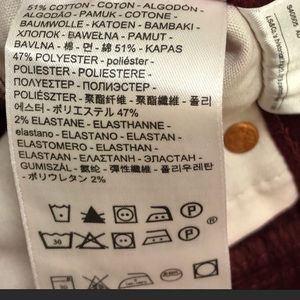 51% COTTON - COTON - ALGODÓN
ALGODÃO - PAMUK - COTONE -
BAUMWOLLE - KATOEN - BAMBAKI -
ХЛОПОК - BAWEŁNA - PAMUT -
BAVLNA - 棉 - 면 - 綿 51% - KAPAS
47% POLYESTER - poliéster -
POLIESTER - POLIESTERE -
ПОЛИЭСТЕР -
POLIÉSZTER - 聚酯纖維 - 聚酯纤维 - 폴리
에스터 - ポリエステル 47%
2% ELASTANE - ELASTHANNE -
elastano - ELASTANO - ELASTAN -
ELASTOMERO - ELASTHAN -
ELASTAAN - ΕΛΑΣΤΑΝΗ - ЭЛАСТАН -
GUMISZÁL - 氨纶 - 彈性纖維 - 폴리우레탄
- ポリウレタン 2%
P
30
P